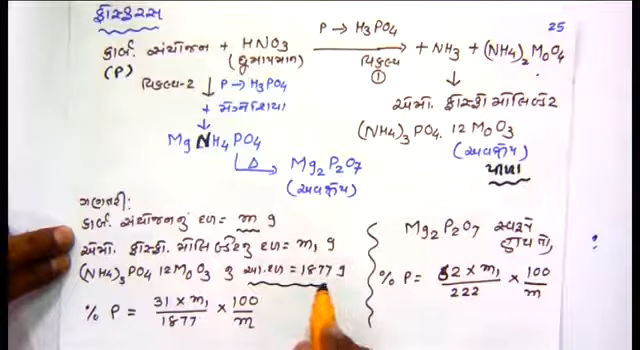 ફોસ્ફરસ
25
કાર્બ. સંયોજન + HNO3 P → H3PO4 + NH3 + (NH4)2 MoO4
(P) (ધુમાયમાન) વિકલ્પ ①
વિકલ્પ-2 P → H3PO4
+ મેગ્નેશિયા
એમો. ફોસ્ફો મોલિબ્ડેટ
(NH4)3 PO4. 12 MoO3
(અવક્ષેપ)
પીળા
MgNH4PO4
Δ Mg2P2O7
(અવક્ષેપ)
ગણતરી:
કાર્બ. સંયોજનનું દળ = m g
એમો. ફોસ્ફો મોલિબ્ડેટનું દળ = m1 g
(NH4)3 PO4 12MoO3 નું આ.દળ = 1877 g
% P = 31 × m1 / 1877 × 100 / m
Mg2P2O7 સ્વરૂપે
હોય તો, ?
% P = 62 × m1 / 222 × 100 / m